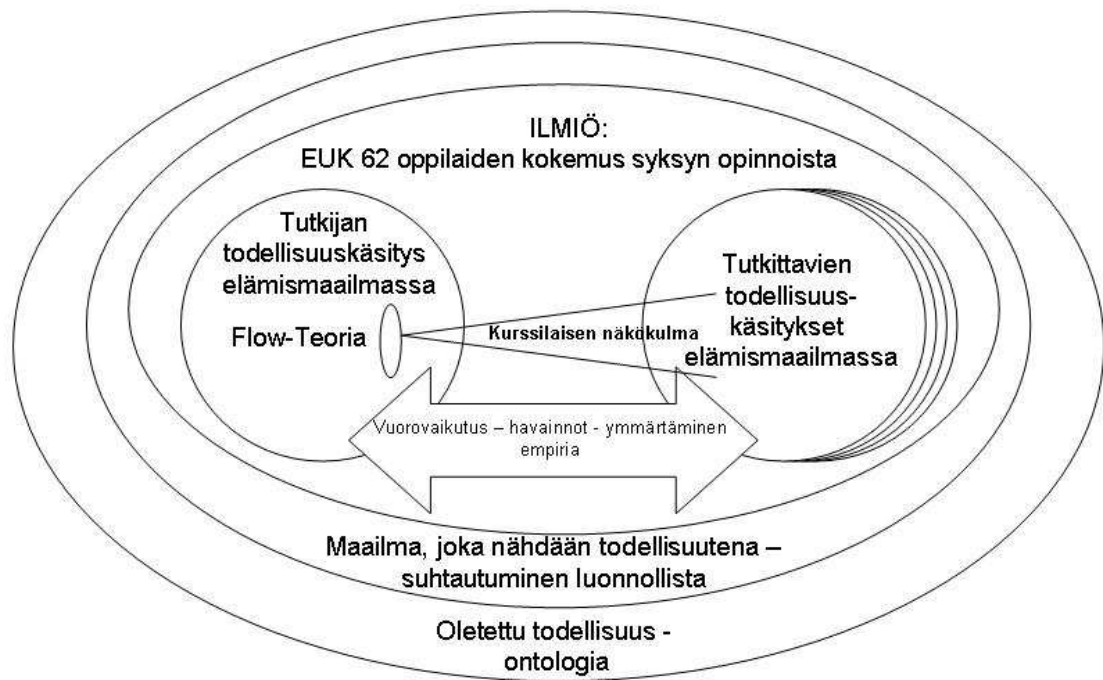 ILMIÖ:
EUK 62 oppilaiden kokemus syksyn opinnoista
Tutkijan
todellisuuskäsitys
elämismaailmassa
Flow-Teoria
Kurssilaisen näkökulma
Tutkittavien
todellisuus-
käsitykset
elämismaailmassa
Vuorovaikutus – havainnot - ymmärtäminen
empiria
Maailma, joka nähdään todellisuutena –
suhtautuminen luonnollista
Oletettu todellisuus -
ontologia